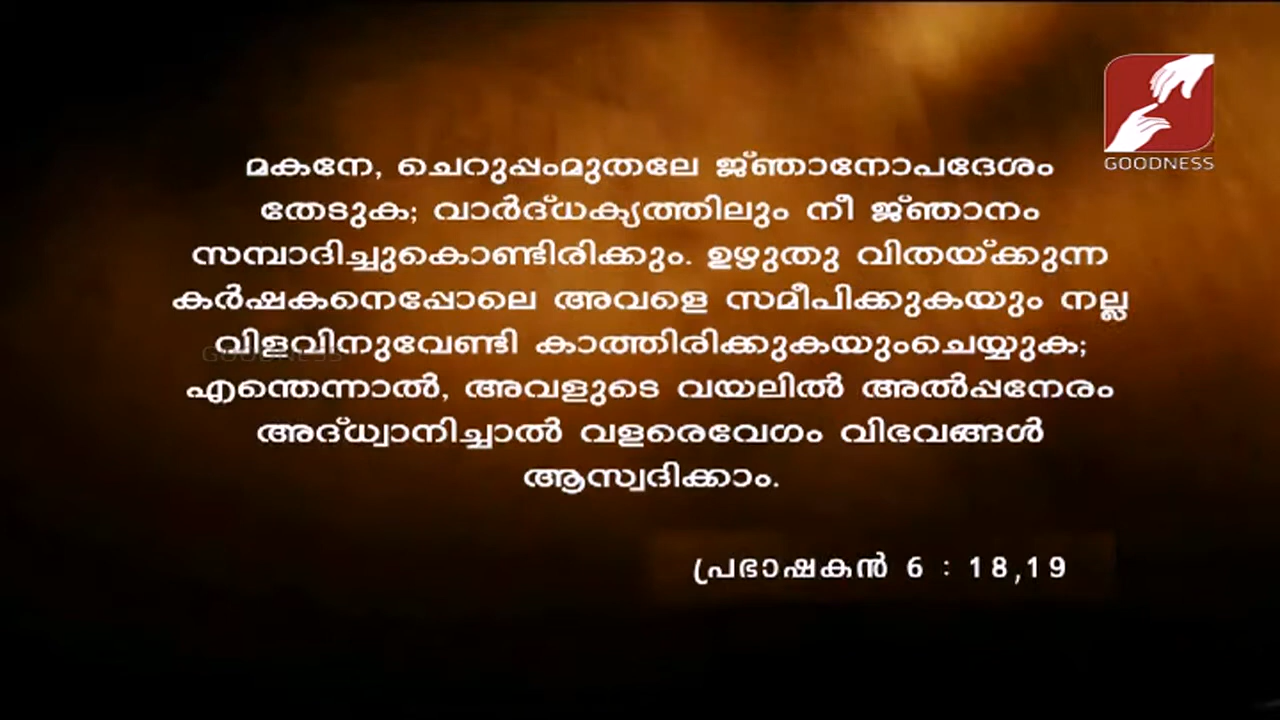 GOODNESS
മകനേ, ചെറുപ്പംമുതലേ ജ്ഞാനോപദേശം
തേടുക; വാർദ്ധക്യത്തിലും നീ ജ്ഞാനം
സമ്പാദിച്ചുകൊണ്ടിരിക്കും. ഉഴുതു വിതയ്ക്കുന്ന
കർഷകനെപ്പോലെ അവളെ സമീപിക്കുകയും നല്ല
വിളവിനുവേണ്ടി കാത്തിരിക്കുകയുംചെയ്യുക;
GOODNESS
എന്തെന്നാൽ, അവളുടെ വയലിൽ അൽപ്പനേരം
അദ്ധ്വാനിച്ചാൽ വളരെവേഗം വിഭവങ്ങൾ
ആസ്വദിക്കാം.
പ്രഭാഷകൻ 6 : 18,19